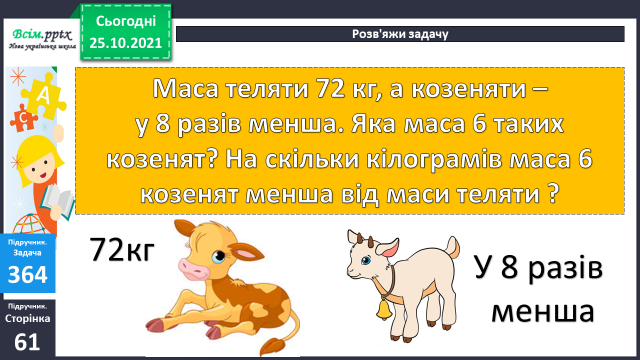 Всім.pptx
Нова українська школа
Сьогодні
25.10.2021
Розв'яжи задачу
Маса теляти 72 кг, а козеняти –
у 8 разів менша. Яка маса 6 таких
козенят? На скільки кілограмів маса 6
козенят менша від маси теляти ?
А
С
Підручник.
Задача
364
Підручник.
Сторінка
61
72кг
У 8 разів
менша